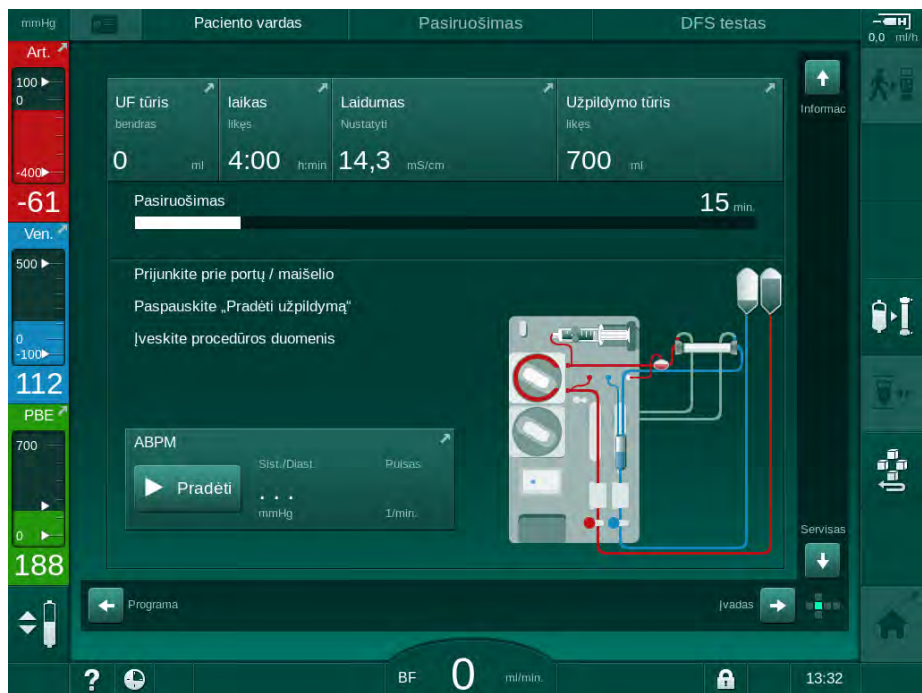 mmHg
Paciento vardas
Pasiruošimas
DFS testas
0,0 ml/h
Art.
100
0
-400
-61
Ven.
500
0
-100
112
PBE
700
0
188
UF tūris
bendras
0 ml
laikas
likęs
4:00 h:min
Laidumas
Nustatyti
14,3 mS/cm
Užpildymo tūris
likęs
700 ml
Informac
Pasiruošimas
15 min.
Prijunkite prie portų / maišelio
Paspauskite „Pradėti užpildymą“
Įveskite procedūros duomenis
ABPM
Sist./Diast.
Pulsas
Pradėti
. . .
mmHg
1/min.
Servisas
Programa
Įvadas
?
BF 0 ml/min.
13:32